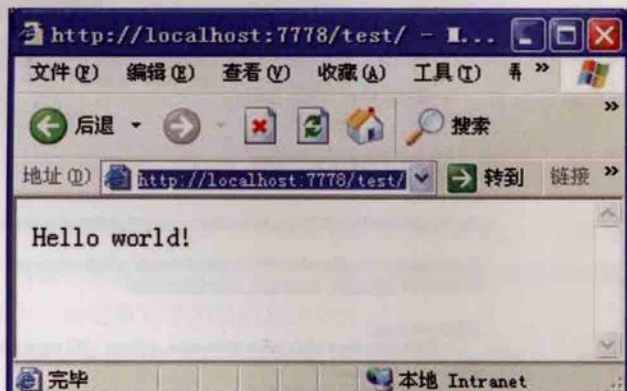 http://localhost:7778/test/ - M...
文件(F) 编辑(E) 查看(V) 收藏(A) 工具(T) »
后退 搜索 »
地址(D) http://localhost:7778/test/ 转到 链接 »
Hello world!
完毕 本地 Intranet